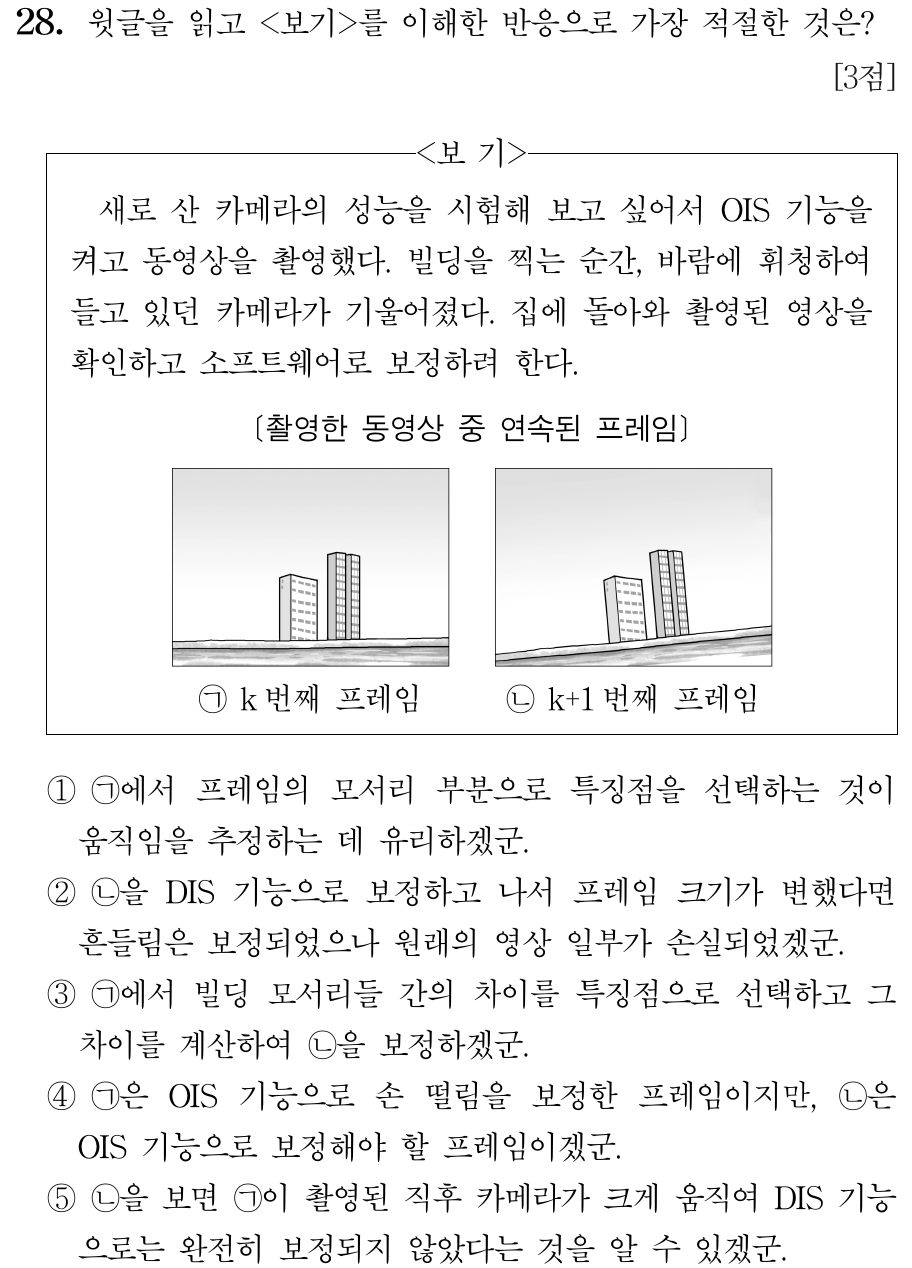 28. 윗글을 읽고 <보기>를 이해한 반응으로 가장 적절한 것은?
[3점]
<보 기>
새로 산 카메라의 성능을 시험해 보고 싶어서 OIS 기능을
켜고 동영상을 촬영했다. 빌딩을 찍는 순간, 바람에 휘청하여
들고 있던 카메라가 기울어졌다. 집에 돌아와 촬영된 영상을
확인하고 소프트웨어로 보정하려 한다.
〔촬영한 동영상 중 연속된 프레임〕
㉠ k 번째 프레임 ㉡ k+1 번째 프레임
① ㉠에서 프레임의 모서리 부분으로 특징점을 선택하는 것이
움직임을 추정하는 데 유리하겠군.
② ㉡을 DIS 기능으로 보정하고 나서 프레임 크기가 변했다면
흔들림은 보정되었으나 원래의 영상 일부가 손실되었겠군.
③ ㉠에서 빌딩 모서리들 간의 차이를 특징점으로 선택하고 그
차이를 계산하여 ㉡을 보정하겠군.
④ ㉠은 OIS 기능으로 손 떨림을 보정한 프레임이지만, ㉡은
OIS 기능으로 보정해야 할 프레임이겠군.
⑤ ㉡을 보면 ㉠이 촬영된 직후 카메라가 크게 움직여 DIS 기능
으로는 완전히 보정되지 않았다는 것을 알 수 있겠군.